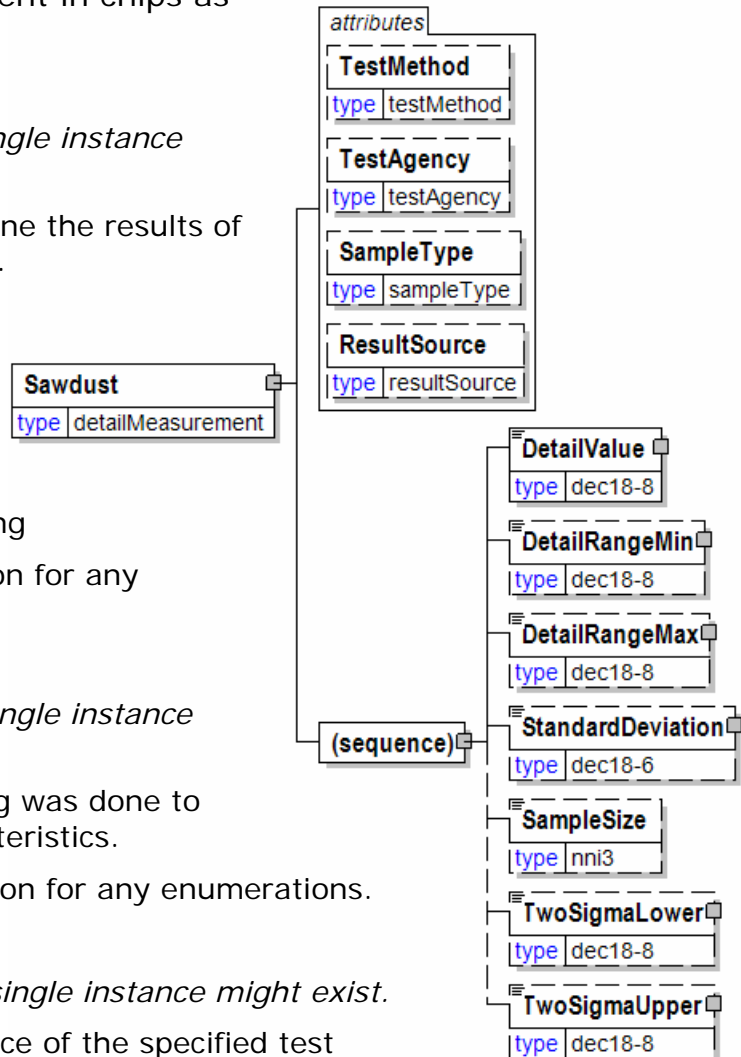 ent in chips as
ngle instance
ne the results of
.
ng
on for any
ngle instance
g was done to
teristics.
on for any enumerations.
single instance might exist.
ce of the specified test
attributes
TestMethod
type testMethod
TestAgency
type testAgency
SampleType
type sampleType
ResultSource
type resultSource
Sawdust
type detailMeasurement
(sequence)
DetailValue
type dec18-8
DetailRangeMin
type dec18-8
DetailRangeMax
type dec18-8
StandardDeviation
type dec18-6
SampleSize
type nni3
TwoSigmaLower
type dec18-8
TwoSigmaUpper
type dec18-8